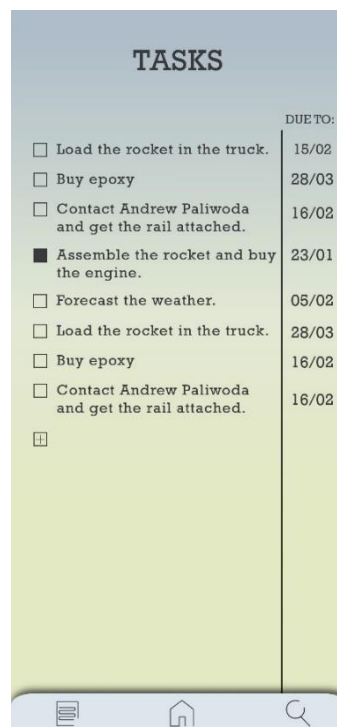 TASKS
DUE TO:
Load the rocket in the truck. 15/02
Buy epoxy 28/03
Contact Andrew Paliwoda
and get the rail attached. 16/02
Assemble the rocket and buy 23/01
the engine.
Forecast the weather. 05/02
Load the rocket in the truck. 28/03
Buy epoxy 16/02
Contact Andrew Paliwoda
and get the rail attached. 16/02